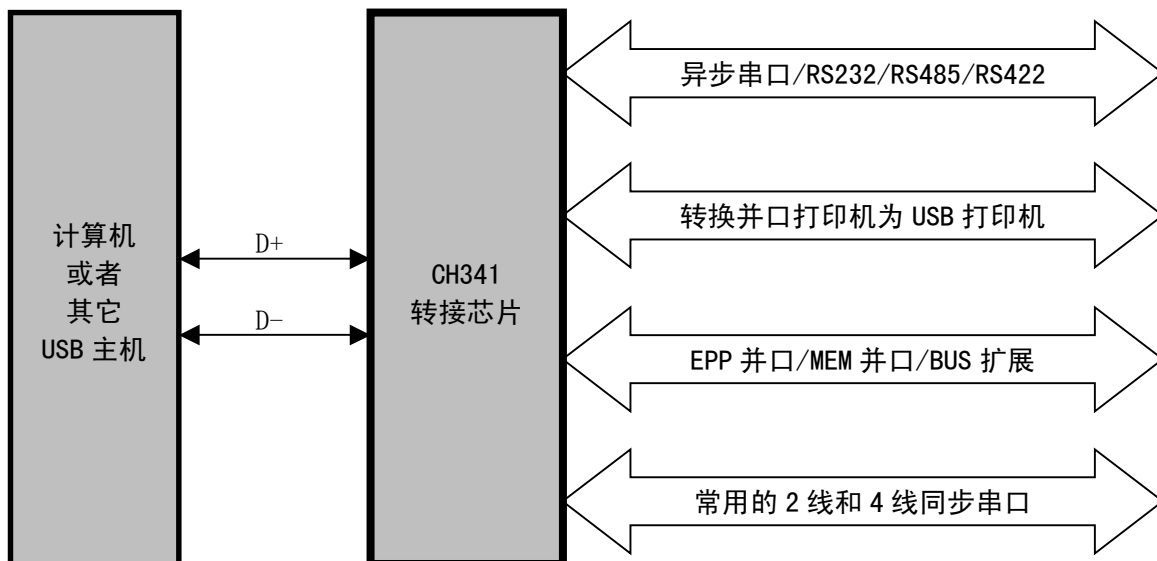 计算机
或者
其它
USB 主机
D+
D-
CH341
转接芯片
异步串口/RS232/RS485/RS422
转换并口打印机为 USB 打印机
EPP 并口/MEM 并口/BUS 扩展
常用的 2 线和 4 线同步串口